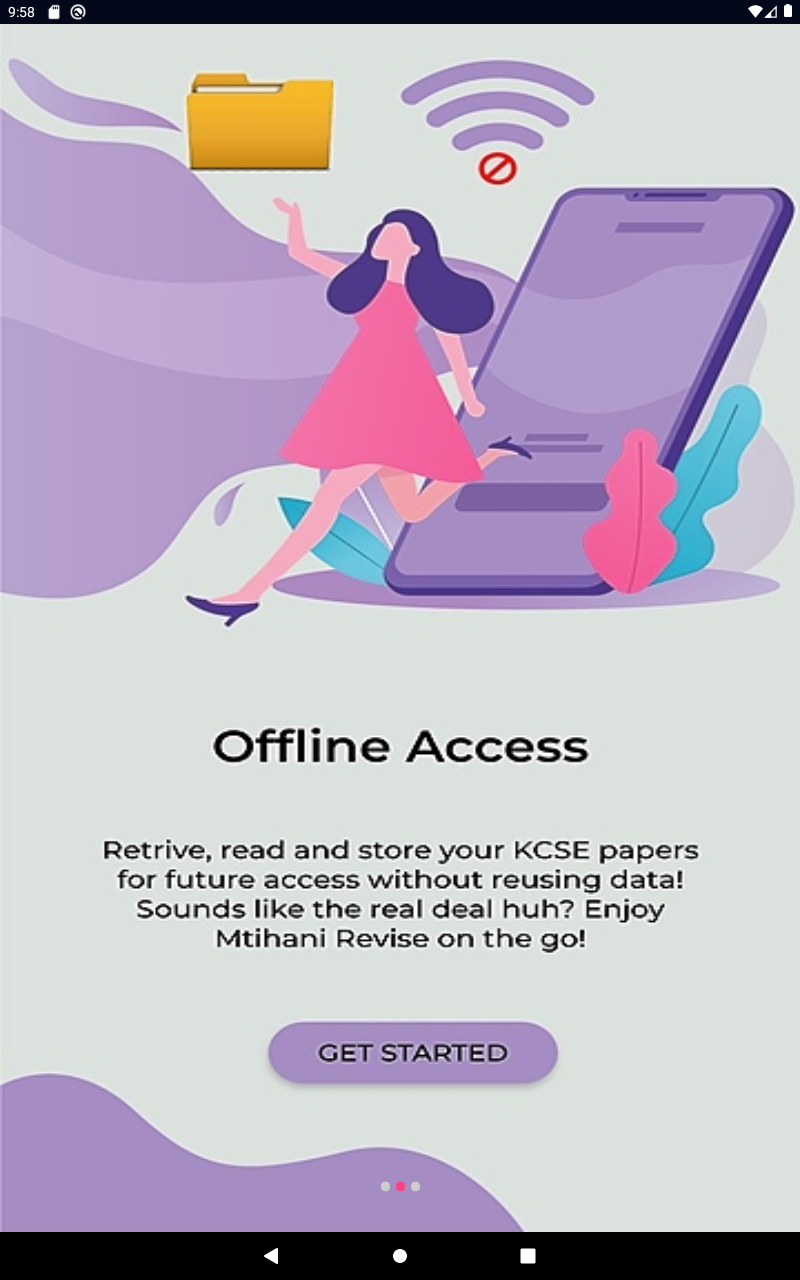 9:58
Offline Access
Retrive, read and store your KCSE papers
for future access without reusing data!
Sounds like the real deal huh? Enjoy
Mtihani Revise on the go!
GET STARTED